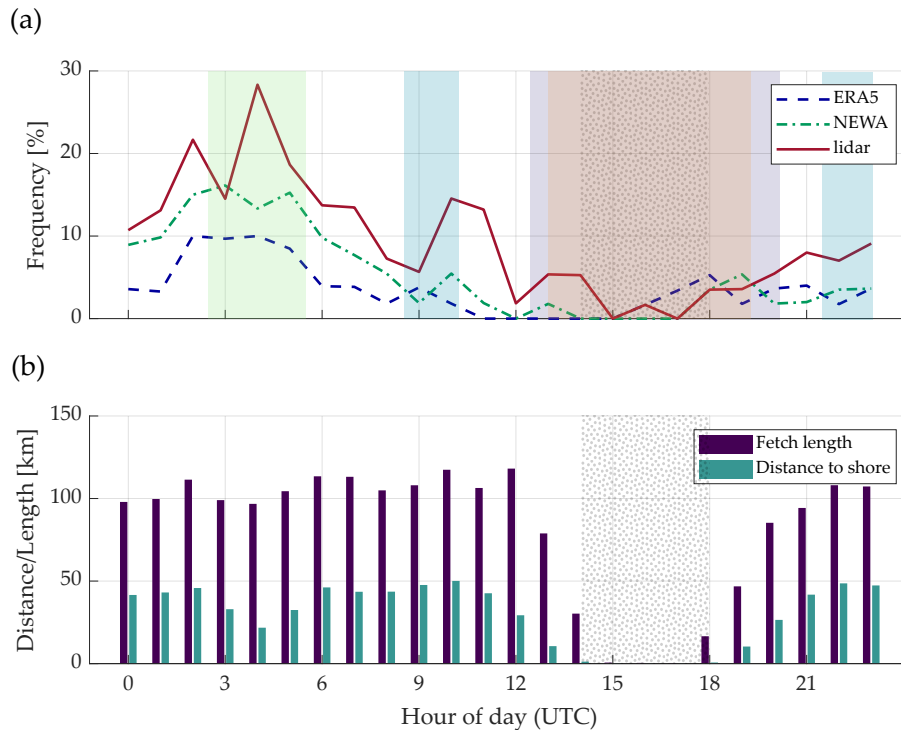 (a)
30
20
10
0
Frequency [%]
ERA5
NEWA
lidar
(b)
150
100
50
0
Distance/Length [km]
Fetch length
Distance to shore
0 3 6 9 12 15 18 21
Hour of day (UTC)